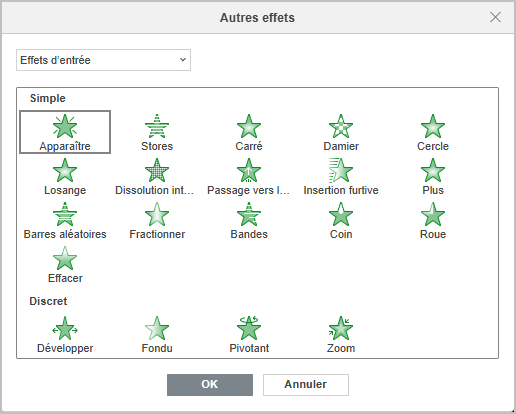 Autres effets
Effets d'entrée
Simple
Apparaître Stores Carré Damier Cercle
Losange Dissolution int... Passage vers l... Insertion furtive Plus
Barres aléatoires Fractionner Bandes Coin Roue
Effacer
Discret
Développer Fondu Pivotant Zoom
OK Annuler